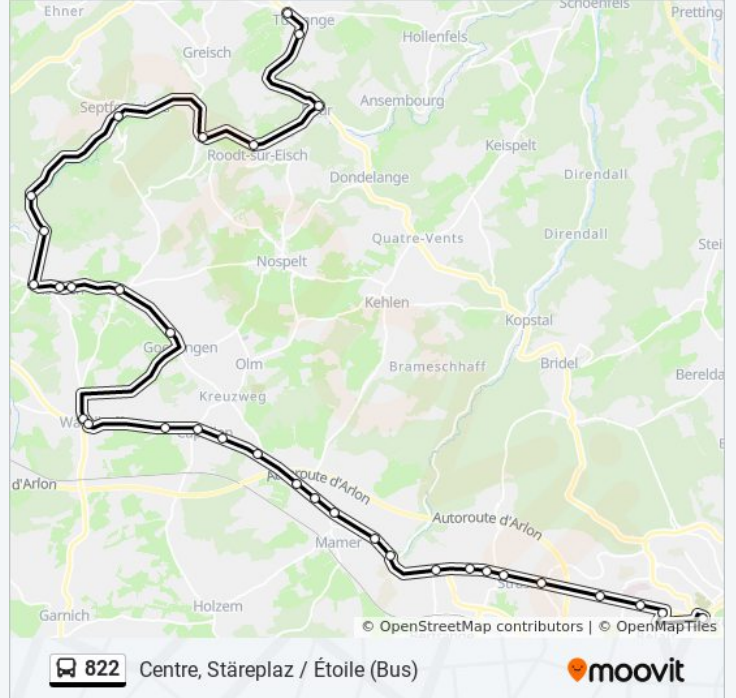 Ehner
Schoenfels
Pretting
Greisch
Hollenfels
Ansembourg
Septf
Roodt-sur-Eisch
Keispelt
Dondelange
Direndall
Quatre-Vents
Direndall
Stei
Nospelt
Kehlen
Kopstal
Olm
Brameschhaff
Bridel
Berelda
Kreuzweg
d'Arlon
Autoroute d'Arlon
Autoroute d'Arlon
Mamer
Garnich
Holzem
© OpenStreetMap contributors | © OpenMapTiles
822 Centre, Stäreplaz / Étoile (Bus)
moovit